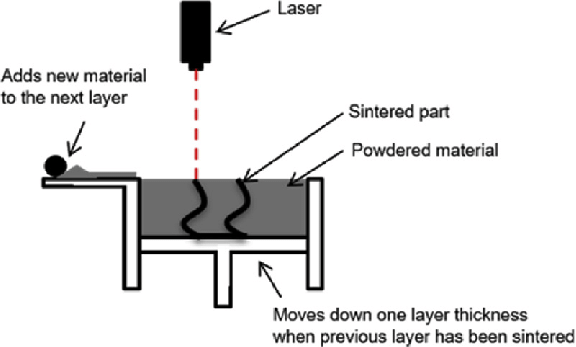 Laser
Adds new material
to the next layer
Sintered part
Powdered material
Moves down one layer thickness
when previous layer has been sintered